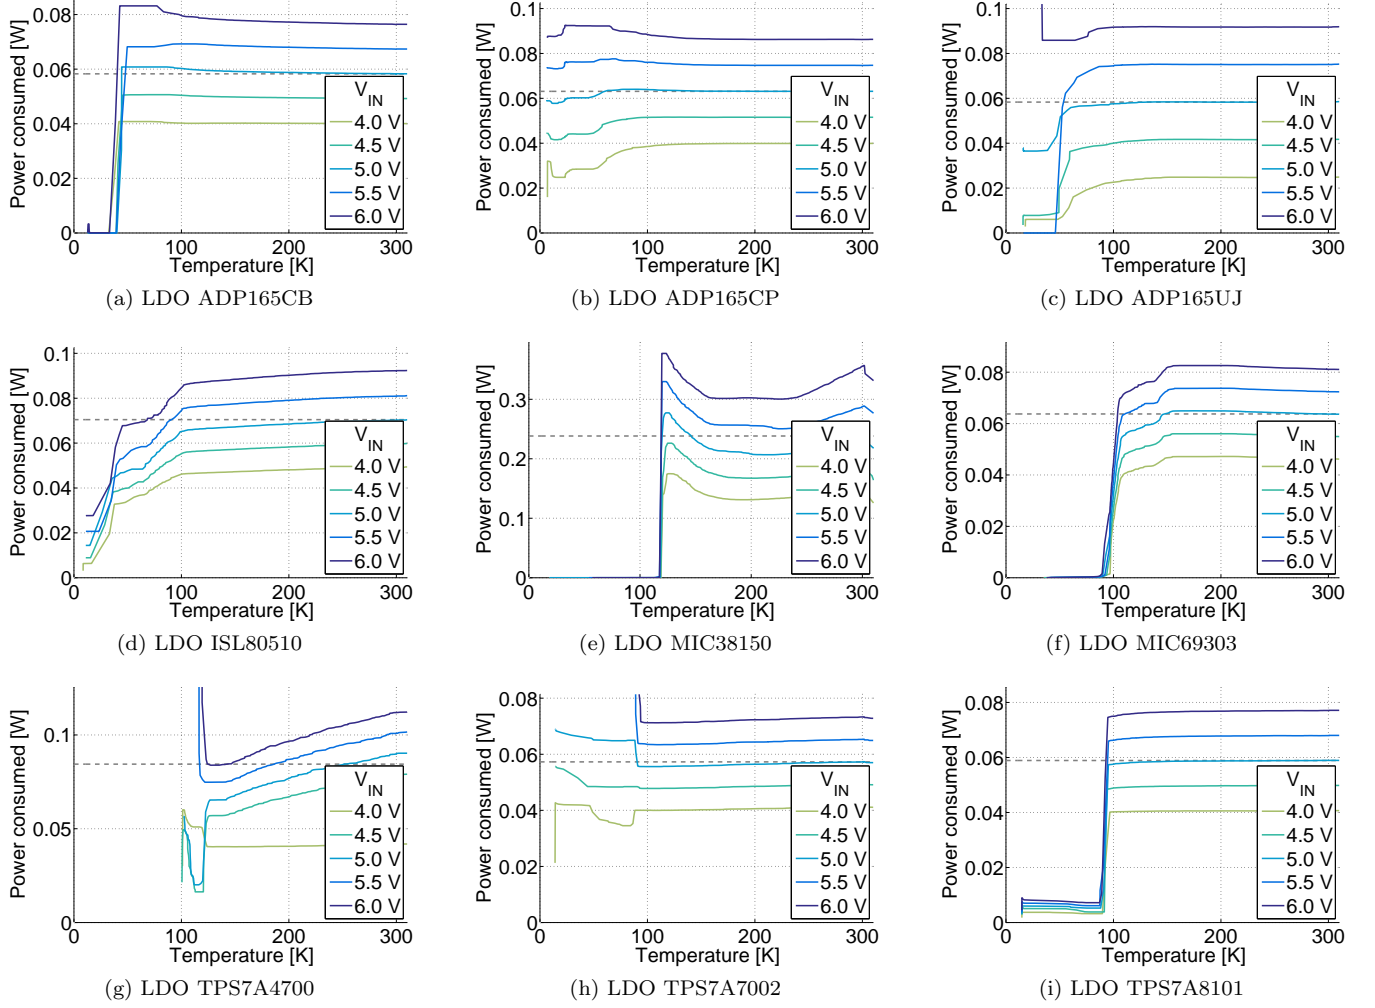 Power consumed [W]
0.08
0.06
0.04
0.02
0
0 100 200 300
Temperature [K]
V IN
4.0 V
4.5 V
5.0 V
5.5 V
6.0 V
(a) LDO ADP165CB
Power consumed [W]
0.1
0.08
0.06
0.04
0.02
0
0 100 200 300
Temperature [K]
V IN
4.0 V
4.5 V
5.0 V
5.5 V
6.0 V
(b) LDO ADP165CP
Power consumed [W]
0.1
0.08
0.06
0.04
0.02
0
0 100 200 300
Temperature [K]
V IN
4.0 V
4.5 V
5.0 V
5.5 V
6.0 V
(c) LDO ADP165UJ
Power consumed [W]
0.1
0.08
0.06
0.04
0.02
0
0 100 200 300
Temperature [K]
V IN
4.0 V
4.5 V
5.0 V
5.5 V
6.0 V
(d) LDO ISL80510
Power consumed [W]
0.3
0.2
0.1
0
0 100 200 300
Temperature [K]
V IN
4.0 V
4.5 V
5.0 V
5.5 V
6.0 V
(e) LDO MIC38150
Power consumed [W]
0.08
0.06
0.04
0.02
0
0 100 200 300
Temperature [K]
V IN
4.0 V
4.5 V
5.0 V
5.5 V
6.0 V
(f) LDO MIC69303
Power consumed [W]
0.1
0.05
0
0 100 200 300
Temperature [K]
V IN
4.0 V
4.5 V
5.0 V
5.5 V
6.0 V
(g) LDO TPS7A4700
Power consumed [W]
0.08
0.06
0.04
0.02
0
0 100 200 300
Temperature [K]
V IN
4.0 V
4.5 V
5.0 V
5.5 V
6.0 V
(h) LDO TPS7A7002
Power consumed [W]
0.08
0.06
0.04
0.02
0
0 100 200 300
Temperature [K]
V IN
4.0 V
4.5 V
5.0 V
5.5 V
6.0 V
(i) LDO TPS7A8101